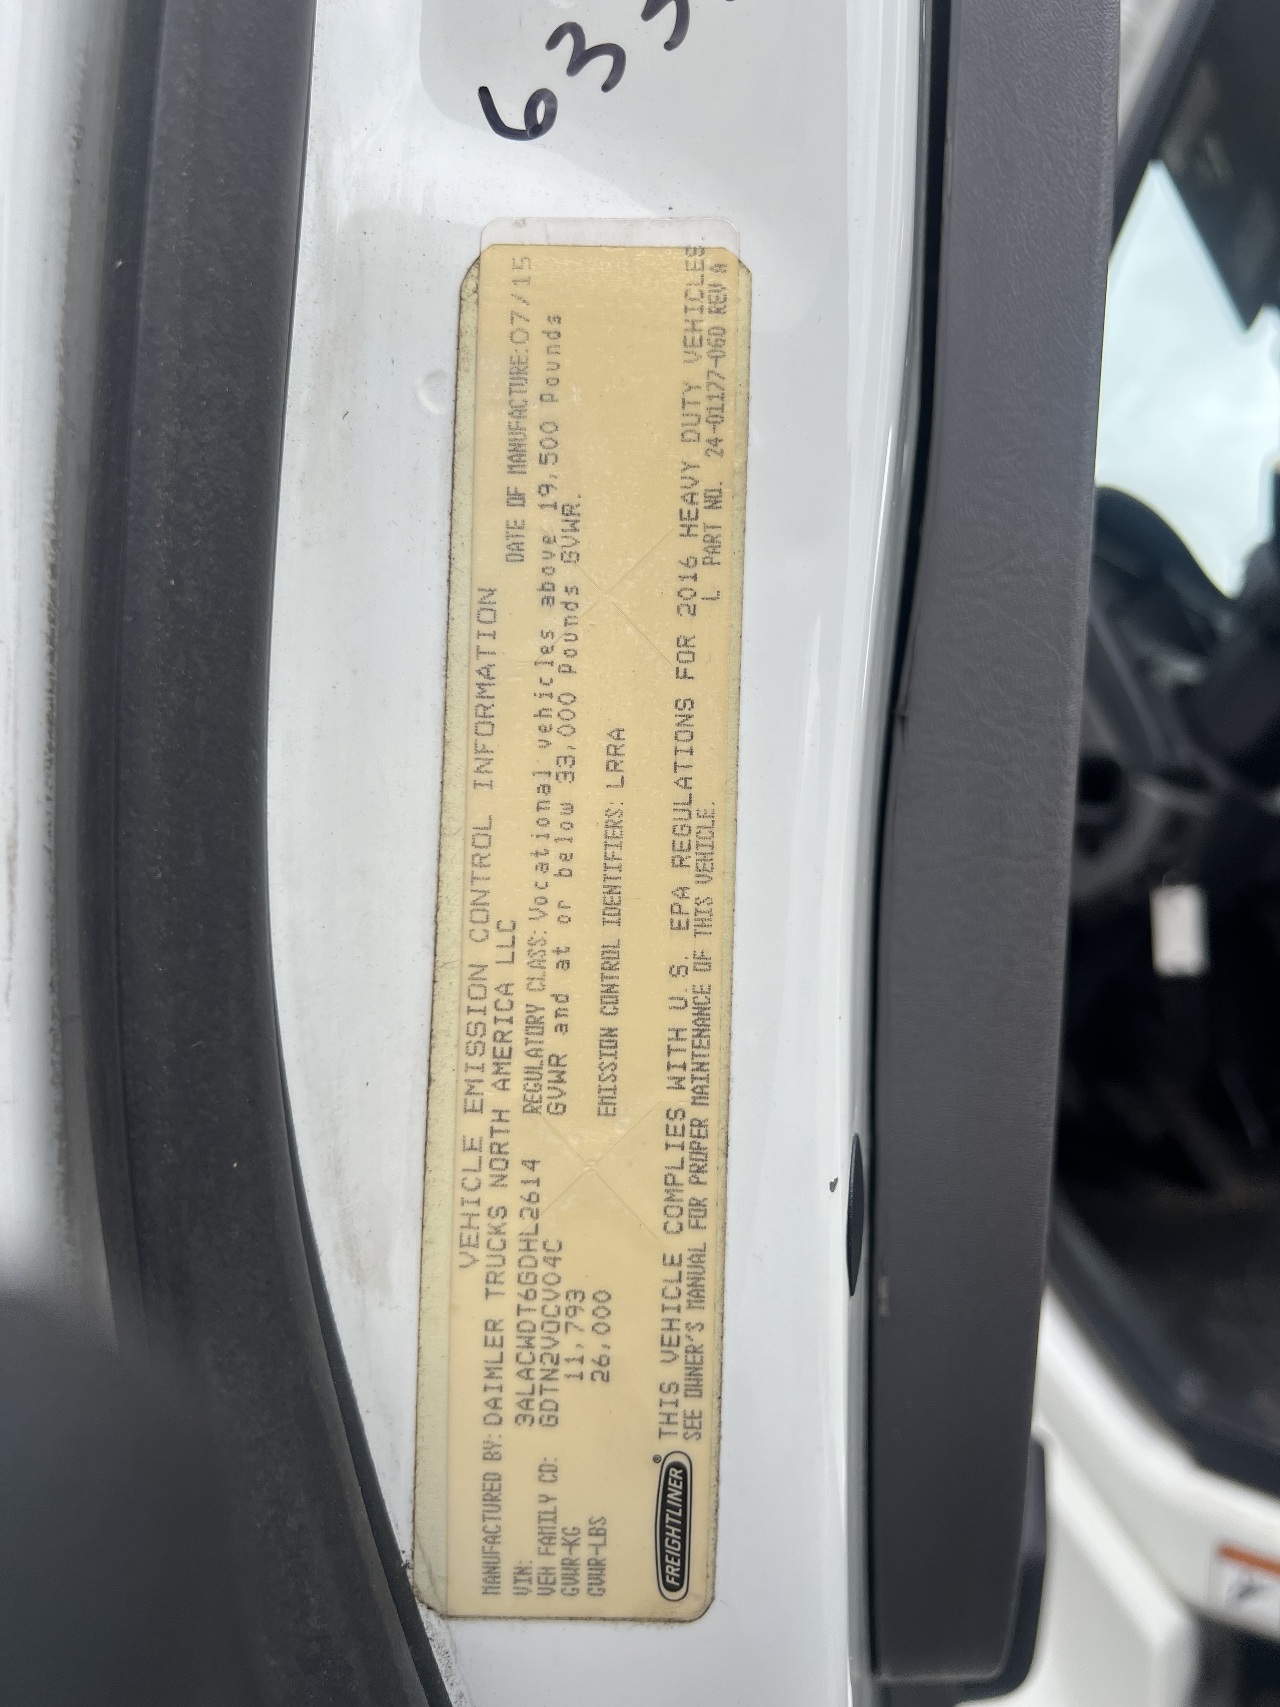 633
VEHICLE EMISSION CONTROL INFORMATION
MANUFACTURED BY: DAIMLER TRUCKS NORTH AMERICA LLC DATE OF MANUFACTURE: 07/15
VIN: 3ALACWDT6GDHL2614 REGULATORY CLASS: Vocational vehicles above 19,500 Pounds
VEH FAMILY CD: GDTN2VOCV04C GVWR and at or below 33,000 Pounds GVWR.
GVWR-KG 11,793
GVWR-LBS 26,000 EMISSION CONTROL IDENTIFIERS: LRRA
FREIGHTLINER® THIS VEHICLE COMPLIES WITH U.S. EPA REGULATIONS FOR 2016 HEAVY DUTY VEHICLES.
SEE OWNER'S MANUAL FOR PROPER MAINTENANCE OF THIS VEHICLE. L PART NO. 24-01177-060 REV A